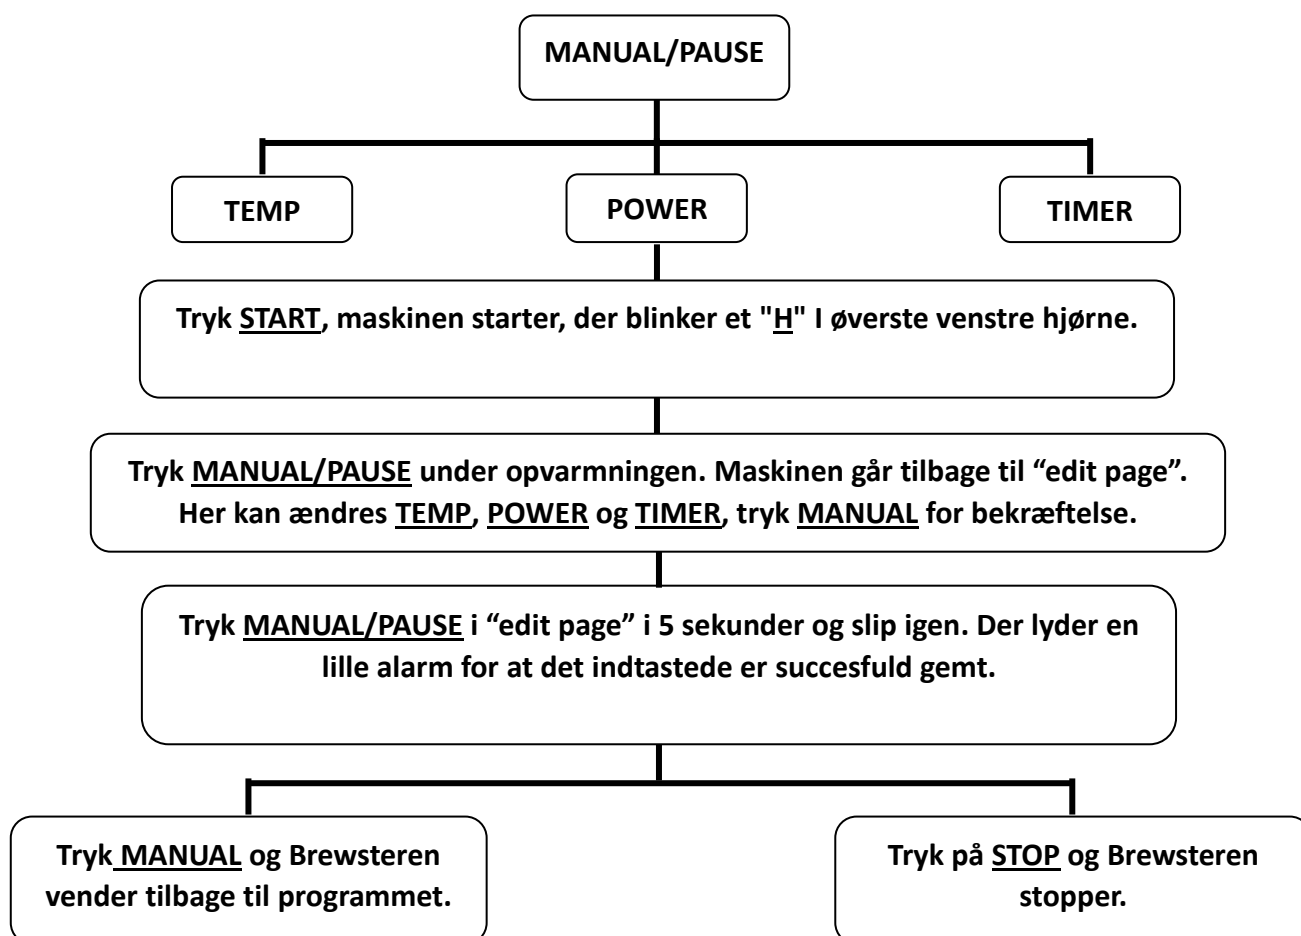 MANUAL/PAUSE
TEMP
POWER
TIMER
Tryk START, maskinen starter, der blinker et "H" I øverste venstre hjørne.
Tryk MANUAL/PAUSE under opvarmningen. Maskinen går tilbage til “edit page”.
Her kan ændres TEMP, POWER og TIMER, tryk MANUAL for bekræftelse.
Tryk MANUAL/PAUSE i “edit page” i 5 sekunder og slip igen. Der lyder en
lille alarm for at det indtastede er succesfuld gemt.
Tryk MANUAL og Brewsteren
vender tilbage til programmet.
Tryk på STOP og Brewsteren
stopper.